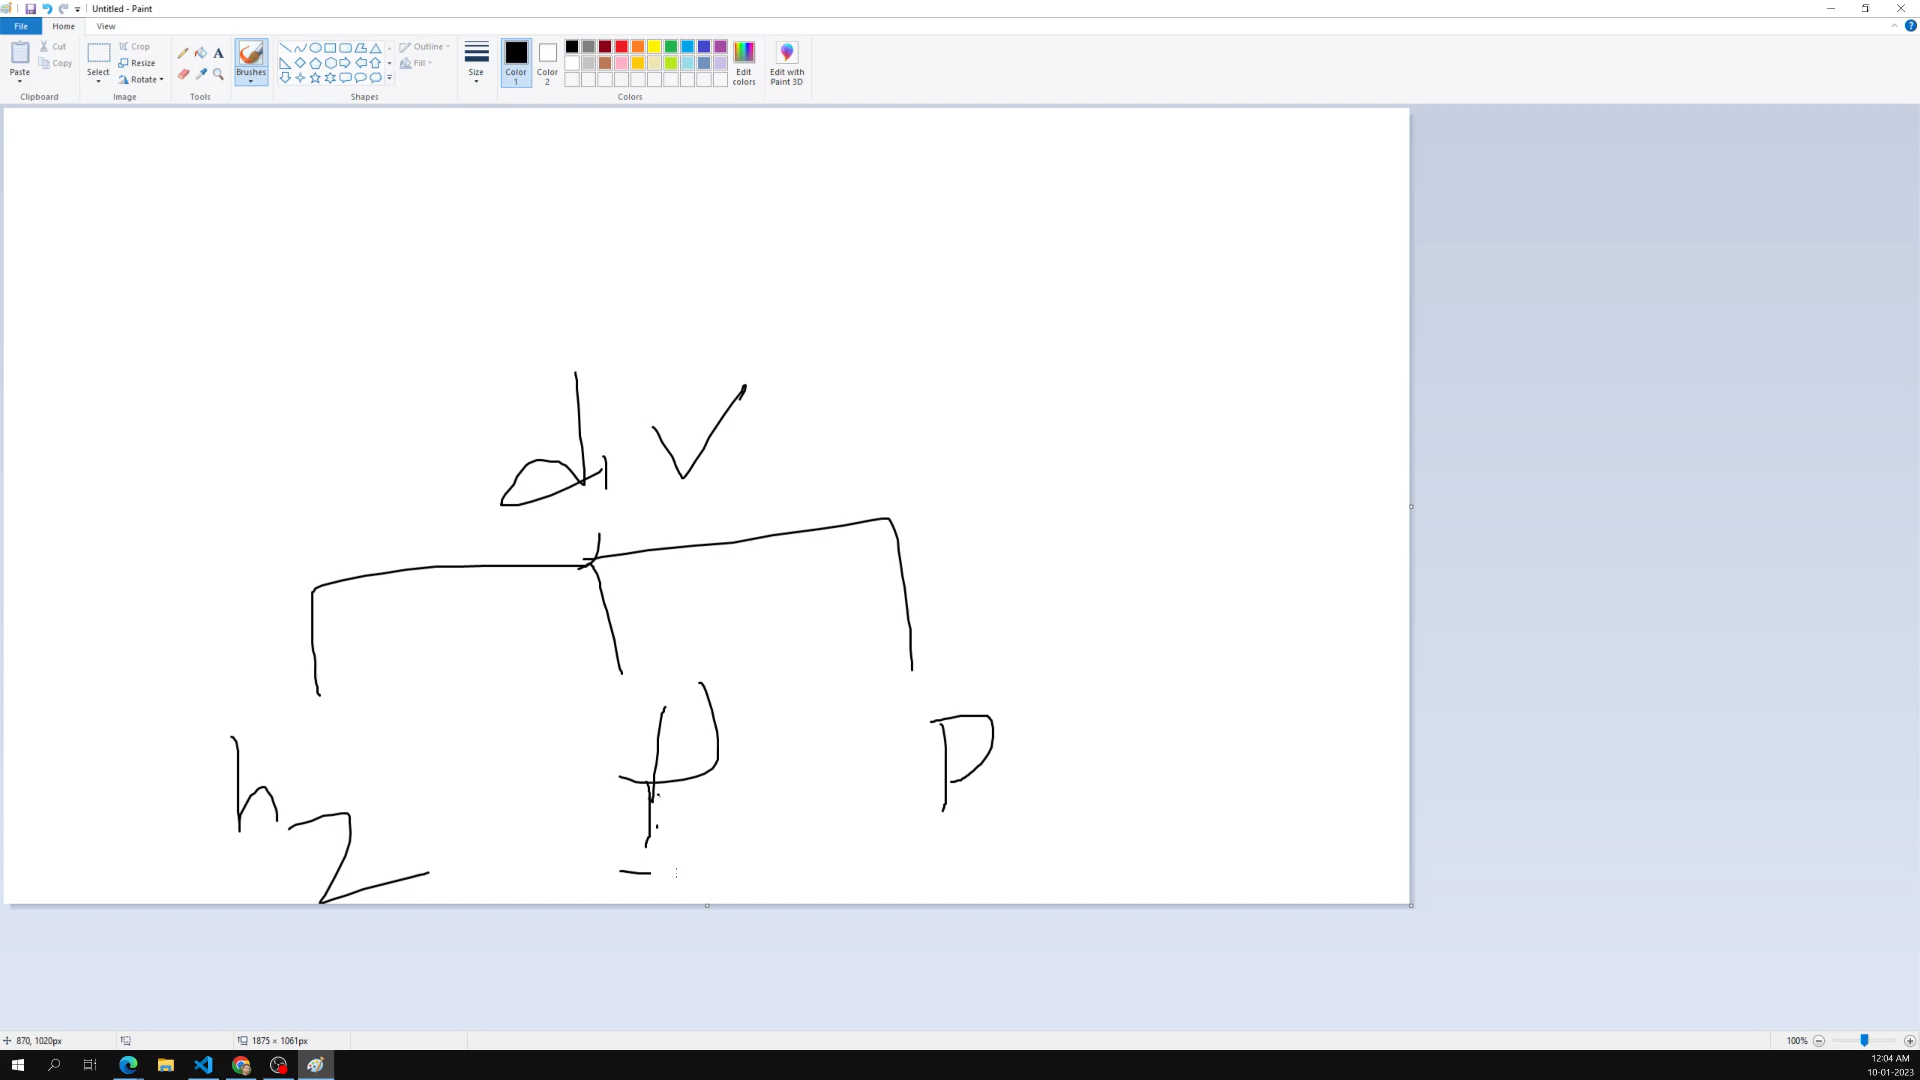 Untitled - Paint
File Home View
Paste
Cut
Copy
Clipboard
Select
Crop
Resize
Rotate
Image
Tools
Brushes
Shapes
Outline
Fill
Size
Color 1
Color 2
Colors
Edit colors
Edit with Paint 3D
div
h2 P P
870, 1020px
1875 × 1061px
100%
12:04 AM
10-01-2023